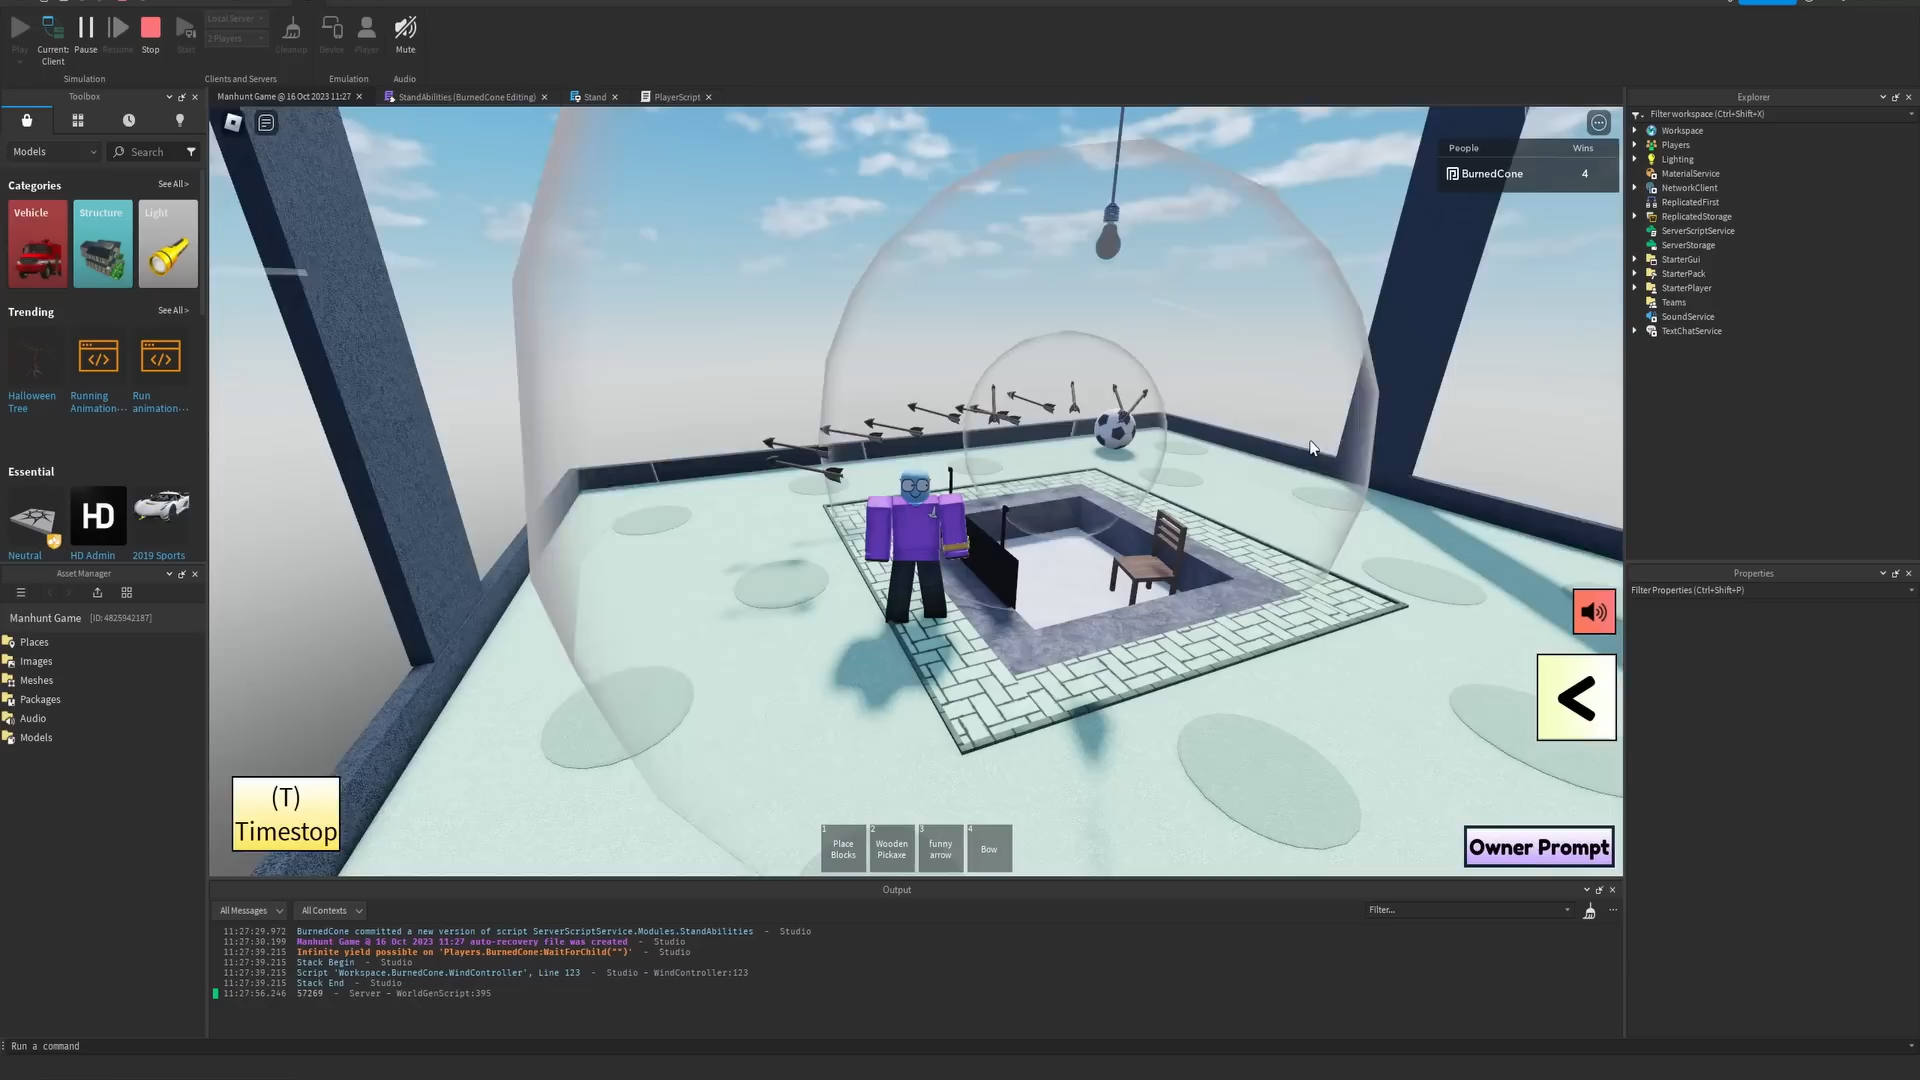 Play
Current:
Client
Pause
Resume
Stop
Start
Local Server
2 Players
Cleanup
Device
Player
Mute
Simulation
Clients and Servers
Emulation
Audio
Toolbox
Models
Search
Categories
See All>
Vehicle
Structure
Light
Trending
See All>
Halloween
Tree
Running
Animation···
Run
animation···
Essential
See All>
HD
Neutral
HD Admin
2019 Sports
Asset Manager
Manhunt Game [ID: 4825942187]
Places
Images
Meshes
Packages
Audio
Models
Manhunt Game @ 16 Oct 2023 11:27
StandAbilities (BurnedCone Editing)
Stand
PlayerScript
People Wins
BurnedCone 4
<
(T)
Timestop
1
Place
Blocks
2
Wooden
Pickaxe
3
funny
arrow
4
Bow
Owner Prompt
Output
All Messages
All Contexts
Filter...
11:27:29.972 BurnedCone committed a new version of script ServerScriptService.Modules.StandAbilities - Studio
11:27:30.199 Manhunt Game @ 16 Oct 2023 11:27 auto-recovery file was created - Studio
11:27:39.215 Infinite yield possible on 'Players.BurnedCone:WaitForChild("")' - Studio
11:27:39.215 Stack Begin - Studio
11:27:39.215 Script 'Workspace.BurnedCone.WindController', Line 123 - Studio - WindController:123
11:27:39.215 Stack End - Studio
11:27:56.246 57269 - Server - WorldGenScript:395
Run a command
Explorer
Filter workspace (Ctrl+Shift+X)
Workspace
Players
Lighting
MaterialService
NetworkClient
ReplicatedFirst
ReplicatedStorage
ServerScriptService
ServerStorage
StarterGui
StarterPack
StarterPlayer
Teams
SoundService
TextChatService
Properties
Filter Properties (Ctrl+Shift+P)